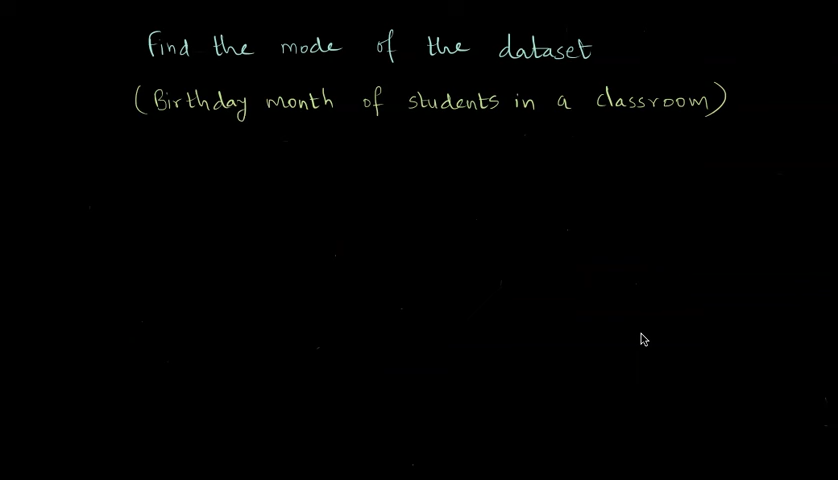 Find the mode of the dataset
(Birthday month of students in a classroom)